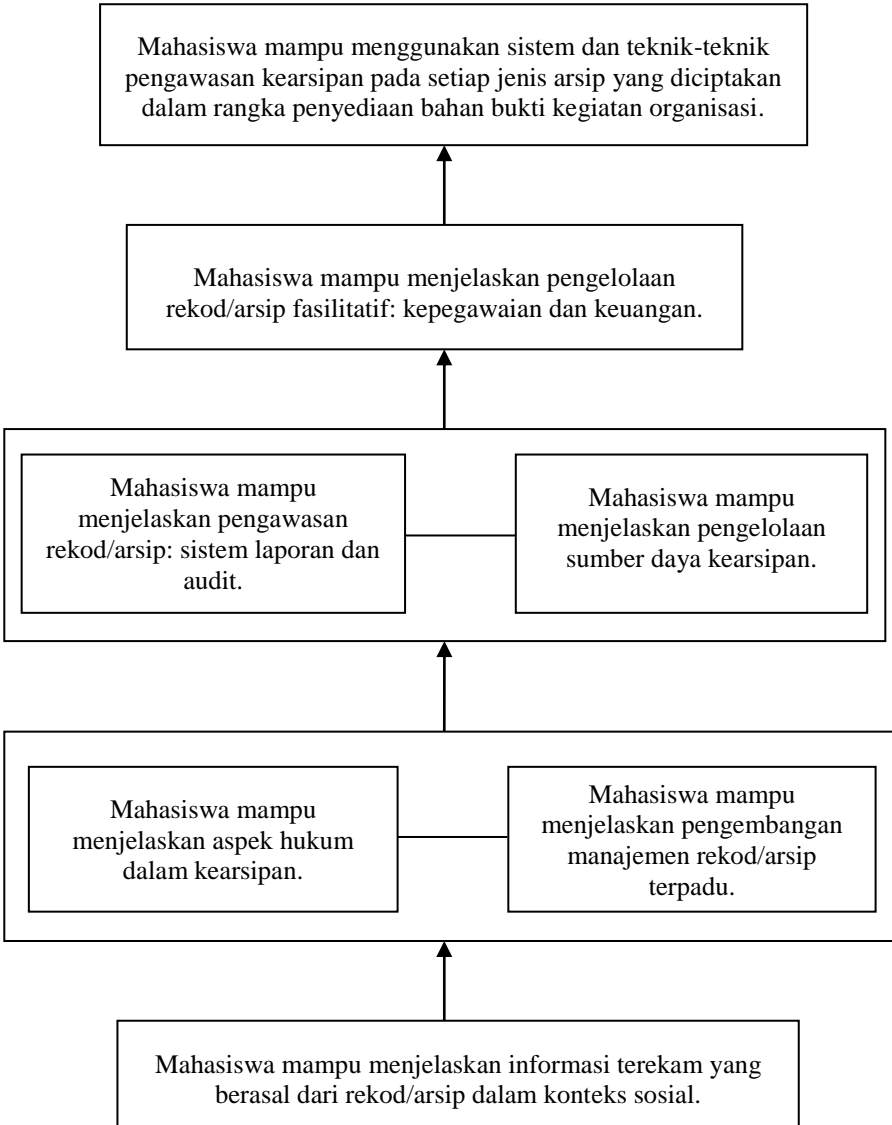 Mahasiswa mampu menggunakan sistem dan teknik-teknik
pengawasan kearsipan pada setiap jenis arsip yang diciptakan
dalam rangka penyediaan bahan bukti kegiatan organisasi.
Mahasiswa mampu menjelaskan pengelolaan
rekod/arsip fasilitatif: kepegawaian dan keuangan.
Mahasiswa mampu
menjelaskan pengawasan
rekod/arsip: sistem laporan dan
audit.
Mahasiswa mampu
menjelaskan pengelolaan
sumber daya kearsipan.
Mahasiswa mampu
menjelaskan aspek hukum
dalam kearsipan.
Mahasiswa mampu
menjelaskan pengembangan
manajemen rekod/arsip
terpadu.
Mahasiswa mampu menjelaskan informasi terekam yang
berasal dari rekod/arsip dalam konteks sosial.